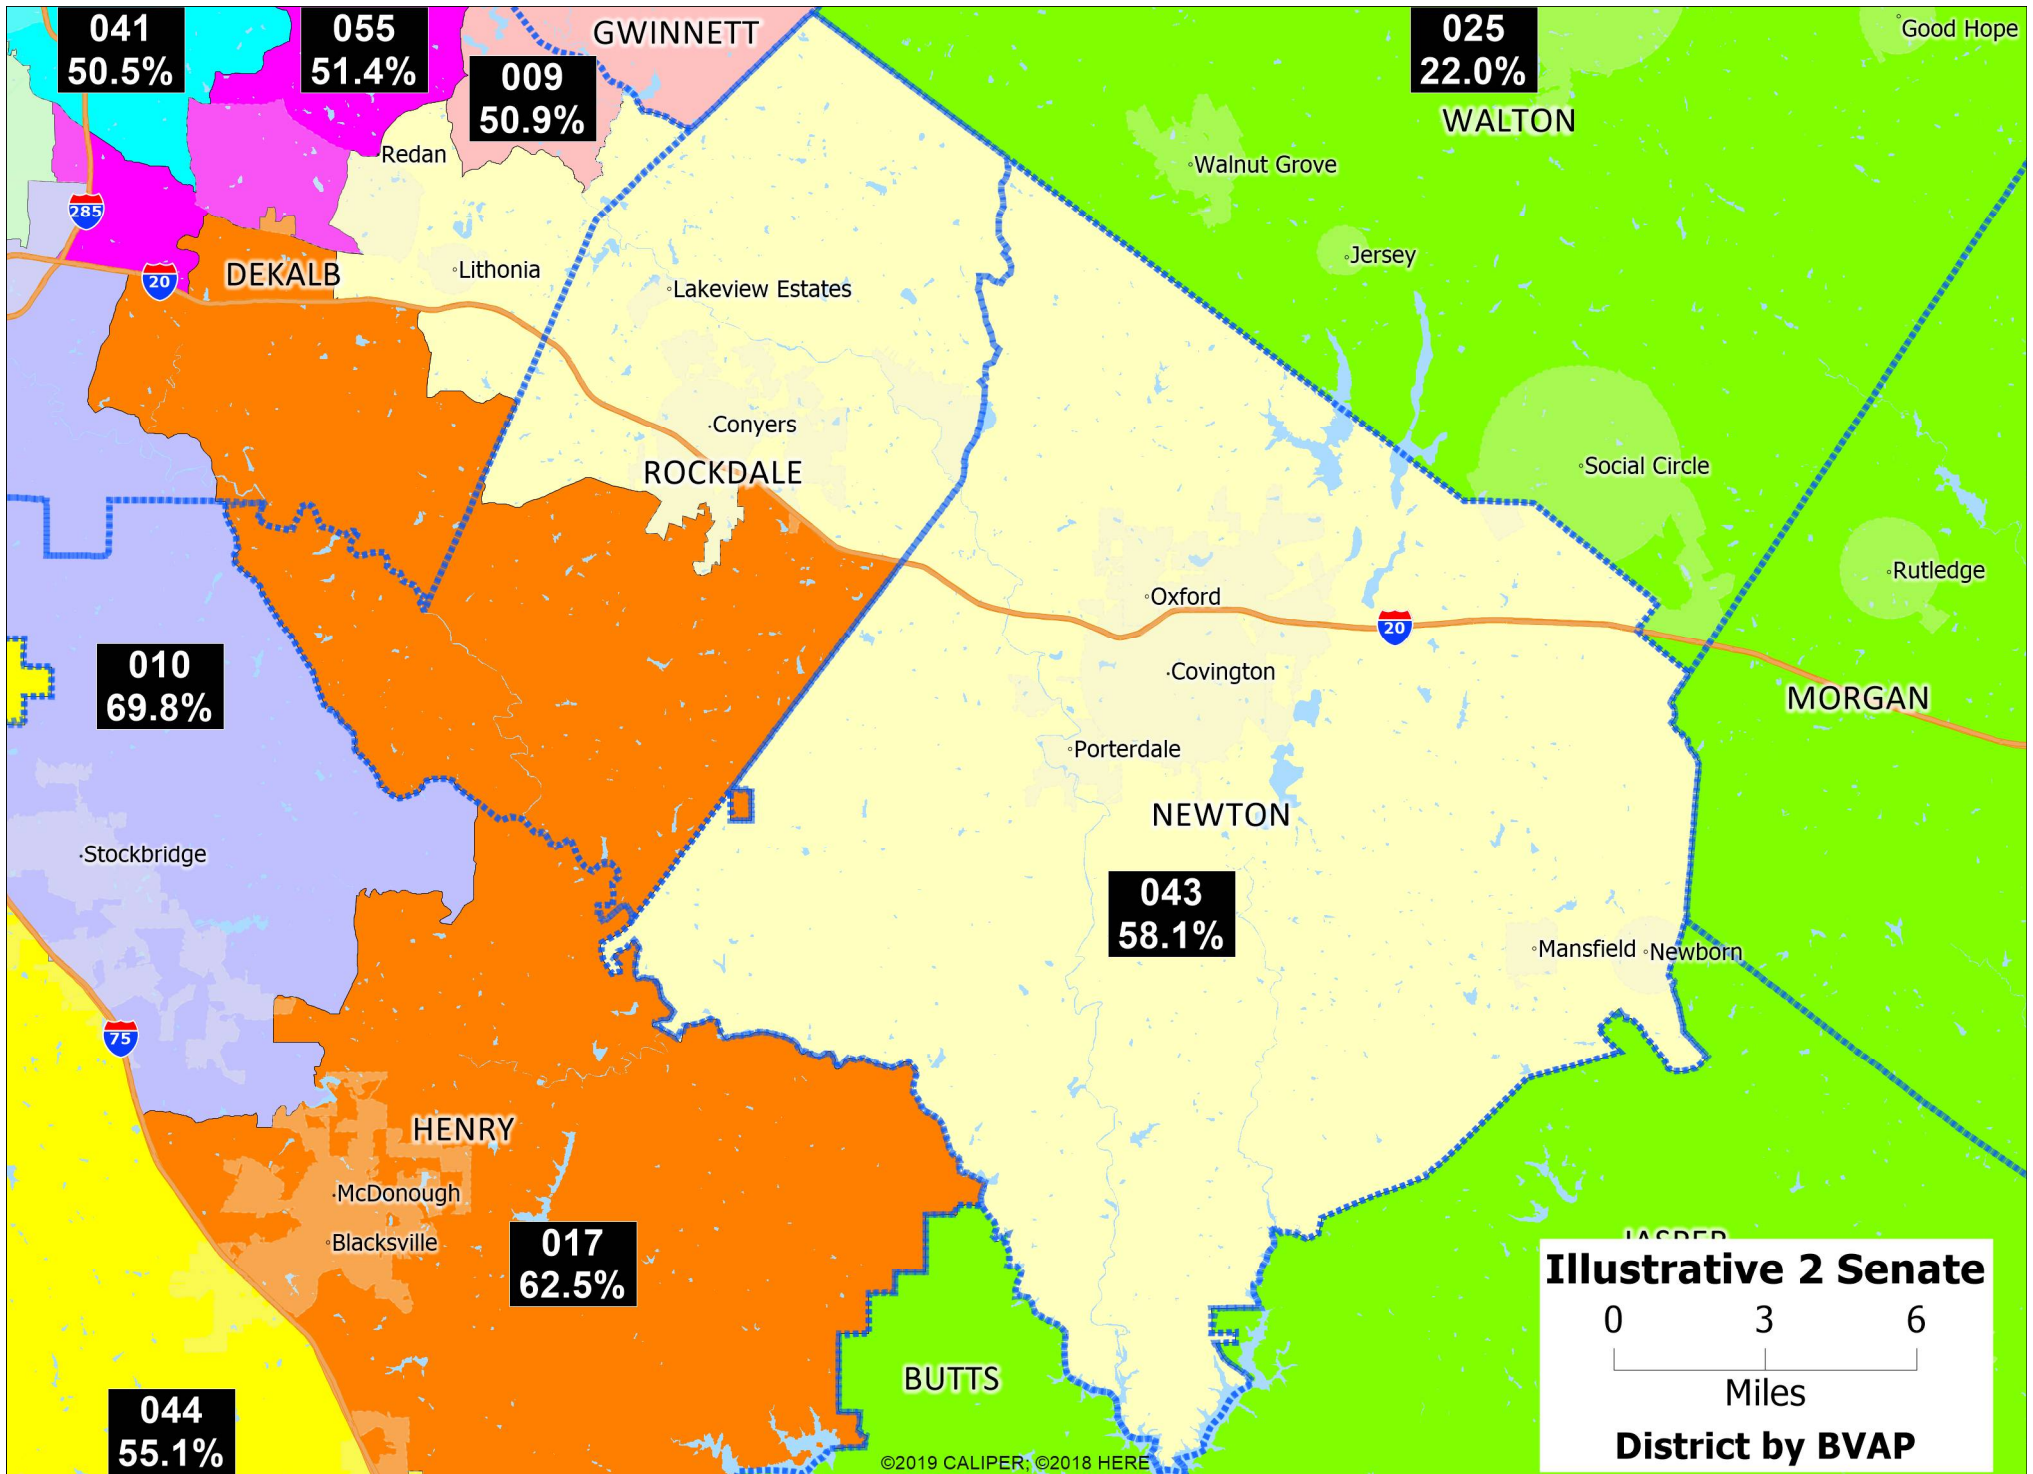 041
50.5%
055
51.4%
GWINNETT
009
50.9%
025
22.0%
Good Hope
WALTON
Redan
Walnut Grove
285
20
DEKALB
Lithonia
Jersey
Lakeview Estates
Conyers
ROCKDALE
Social Circle
Rutledge
Oxford
20
010
69.8%
Covington
MORGAN
Porterdale
NEWTON
Stockbridge
043
58.1%
Mansfield
Newborn
75
HENRY
McDonough
Blacksville
017
62.5%
JASPER
Illustrative 2 Senate
0 3 6
Miles
District by BVAP
BUTTS
044
55.1%
©2019 CALIPER; ©2018 HERE